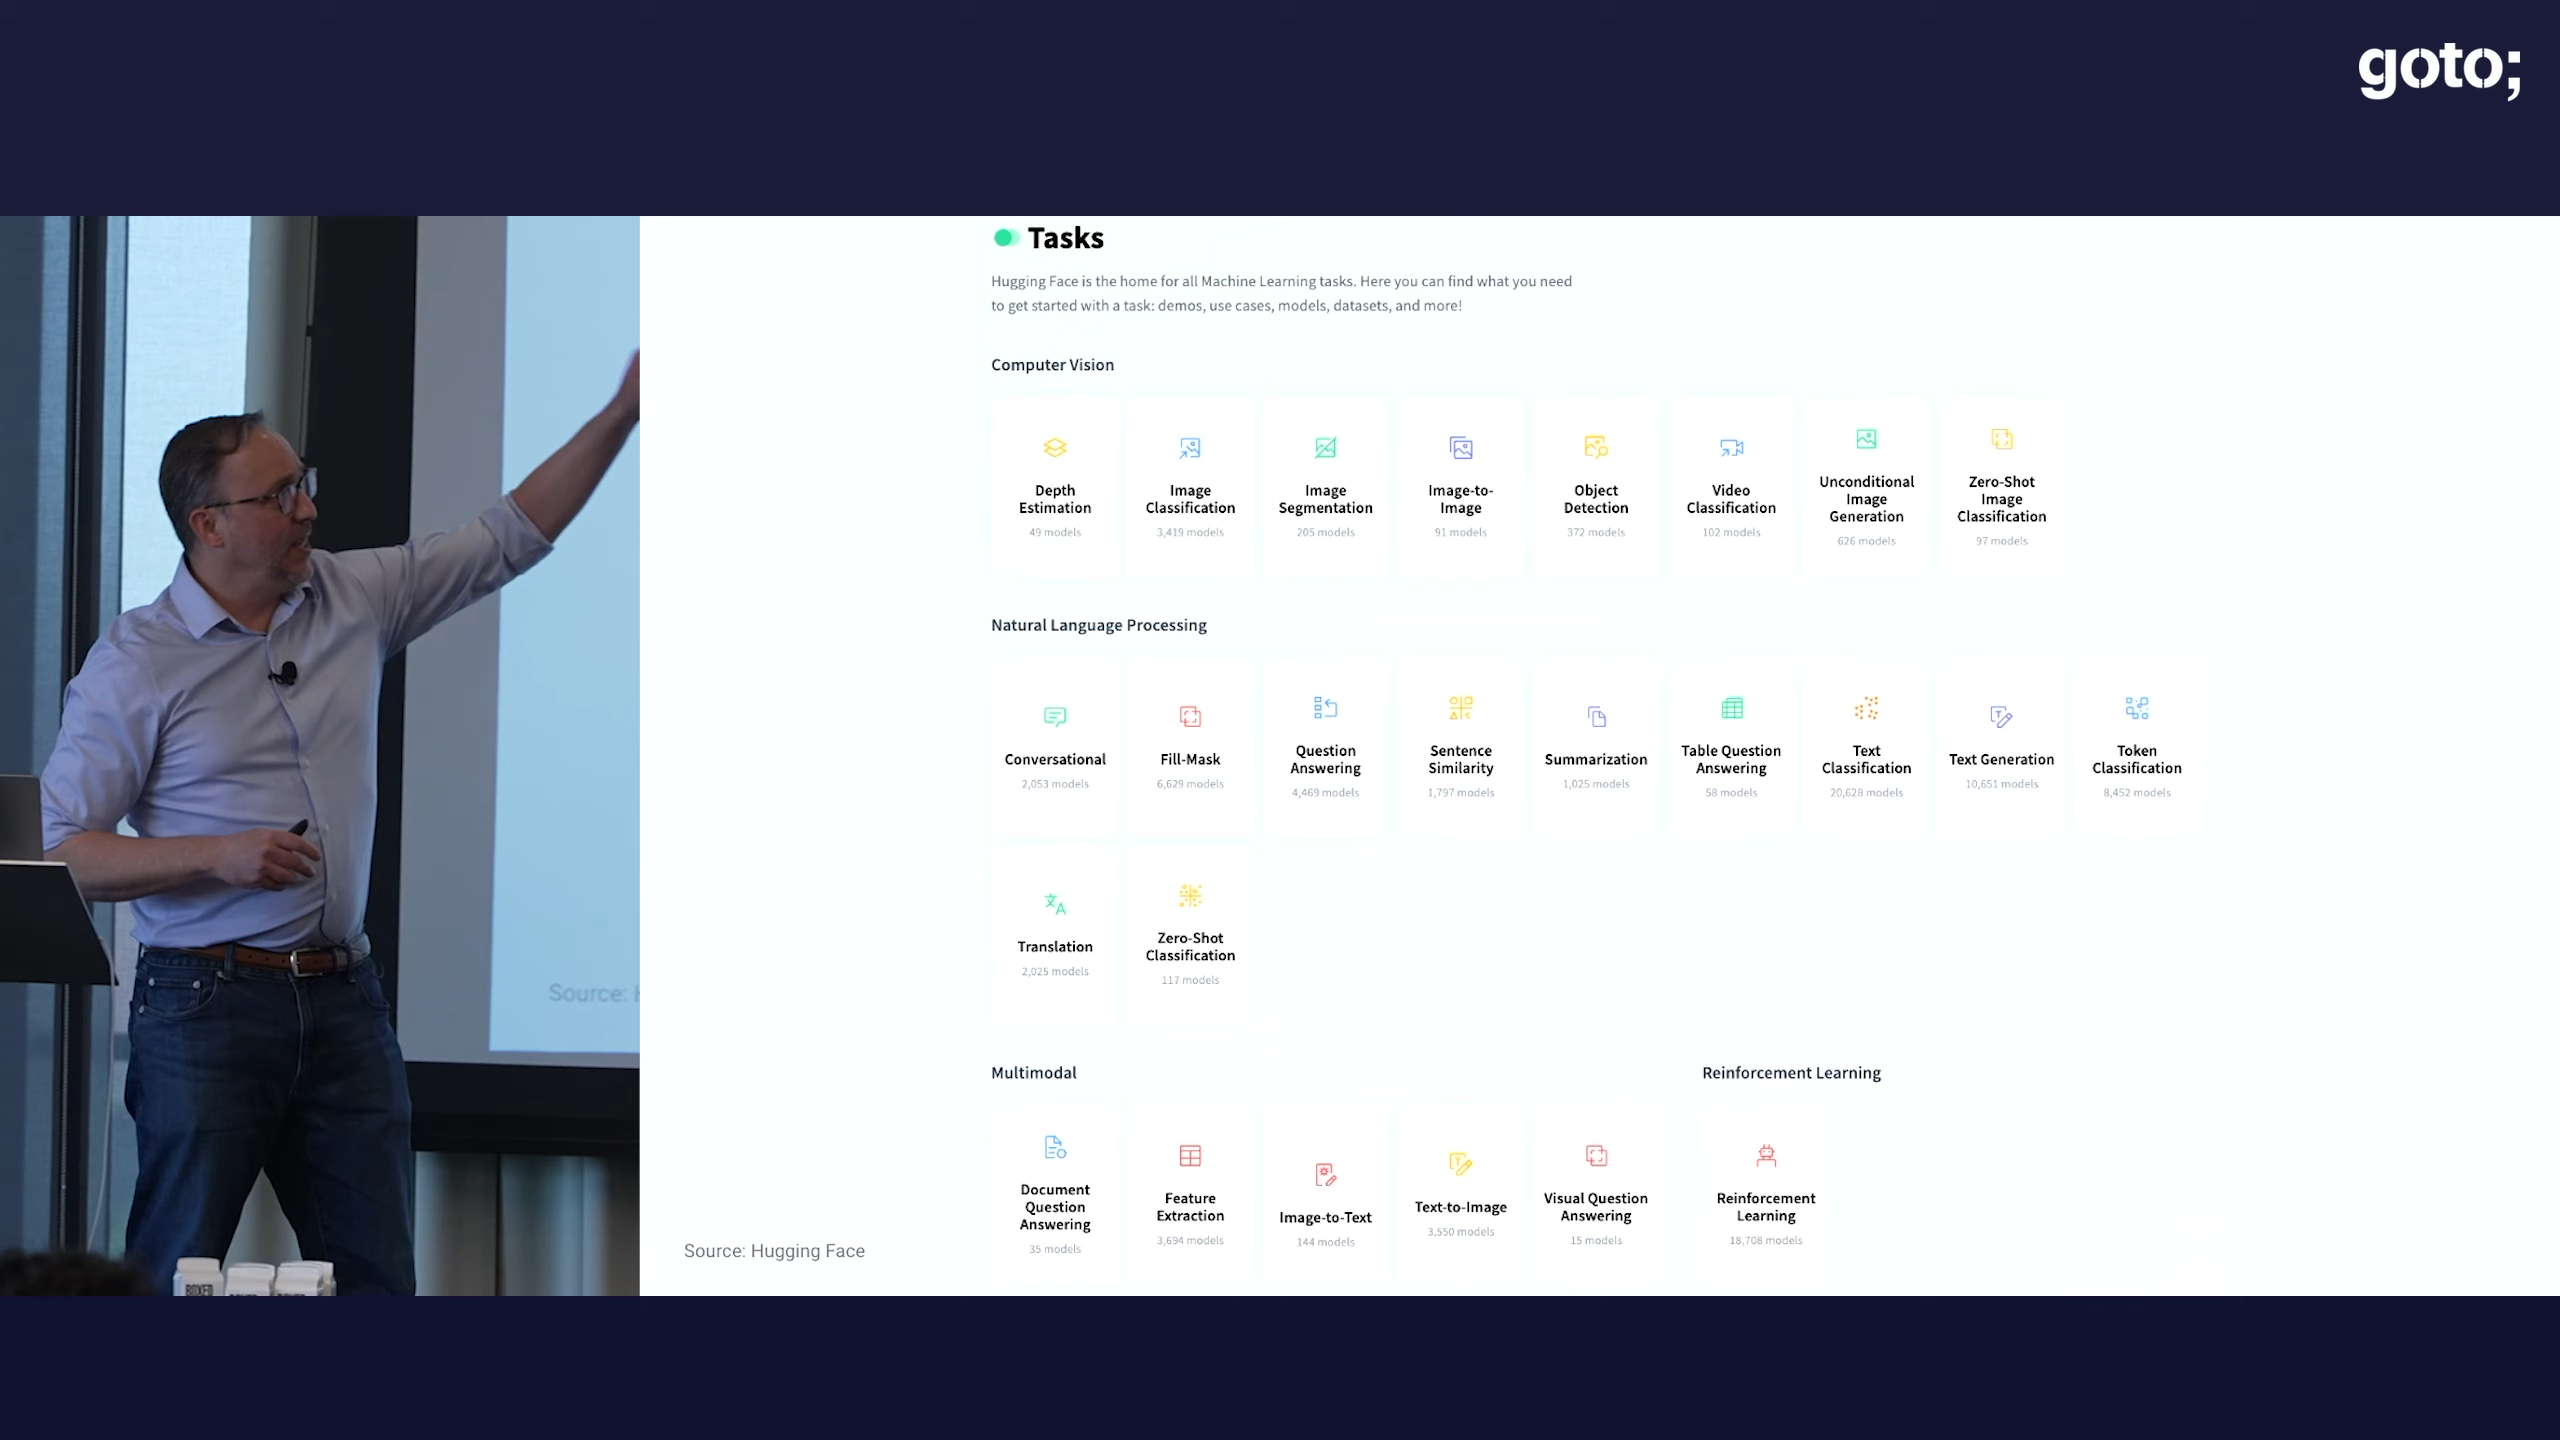 goto;
Tasks
Hugging Face is the home for all Machine Learning tasks. Here you can find what you need
to get started with a task: demos, use cases, models, datasets, and more!
Computer Vision
Depth
Estimation
49 models
Image
Classification
3,419 models
Image
Segmentation
205 models
Image-to-
Image
91 models
Object
Detection
372 models
Video
Classification
102 models
Unconditional
Image
Generation
626 models
Zero-Shot
Image
Classification
97 models
Natural Language Processing
Conversational
2,053 models
Fill-Mask
6,629 models
Question
Answering
4,469 models
Sentence
Similarity
1,797 models
Summarization
1,025 models
Table Question
Answering
58 models
Text
Classification
20,628 models
Text Generation
10,651 models
Token
Classification
8,452 models
Translation
2,025 models
Zero-Shot
Classification
117 models
Multimodal
Document
Question
Answering
35 models
Feature
Extraction
3,694 models
Image-to-Text
144 models
Text-to-Image
3,550 models
Visual Question
Answering
15 models
Reinforcement Learning
Reinforcement
Learning
18,708 models
Source: Hugging Face
Source:
BOXED